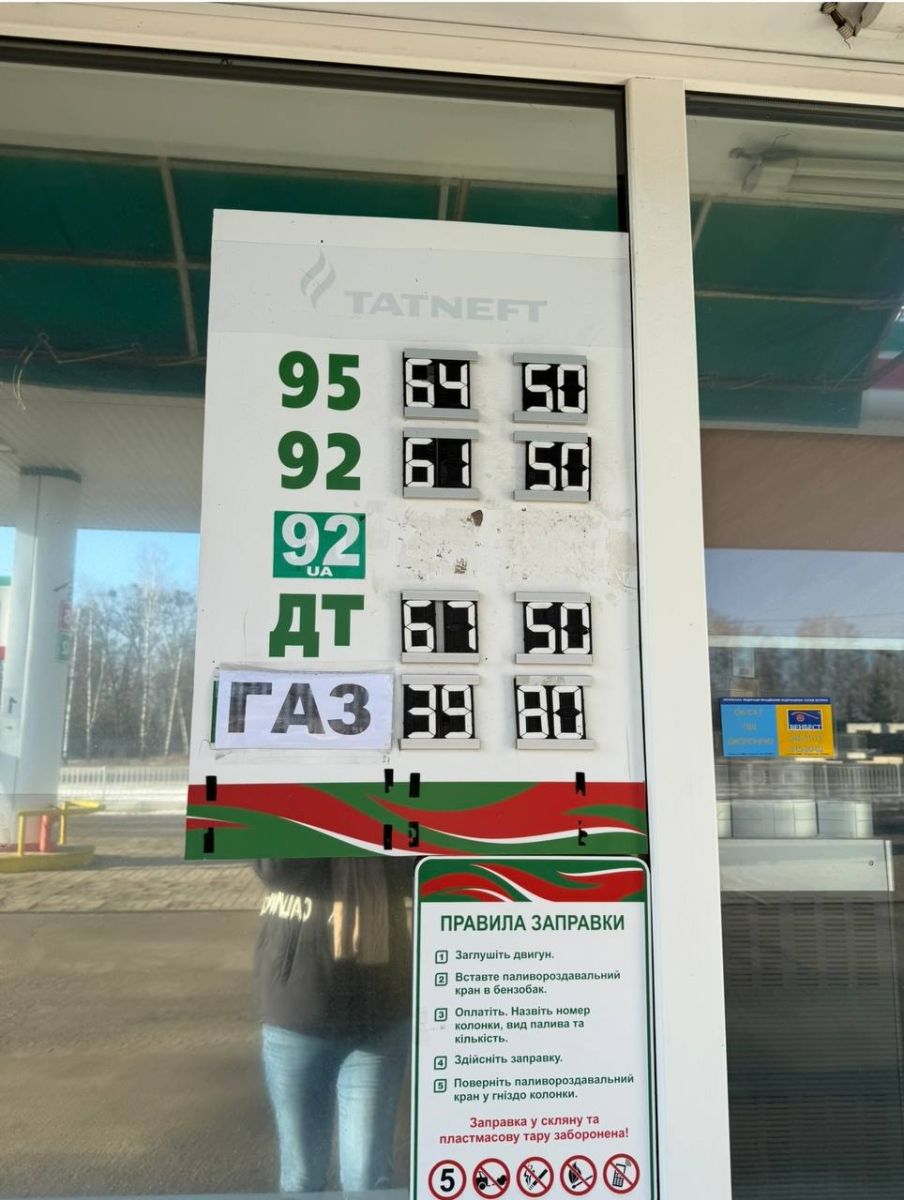 TATNEFT
95 64 50
92 61 50
92
UA
ДТ 67 50
ГАЗ 39 80
ПРАВИЛА ЗАПРАВКИ
1 Заглушіть двигун.
2 Вставте паливороздавальний
кран в бензобак.
3 Оплатіть. Назвіть номер
колонки, вид палива та
кількість.
4 Здійсніть заправку.
5 Поверніть паливороздавальний
кран у гніздо колонки.
Заправка у скляну та
пластмасову тару заборонена!
5
ВЕНБЕСТ